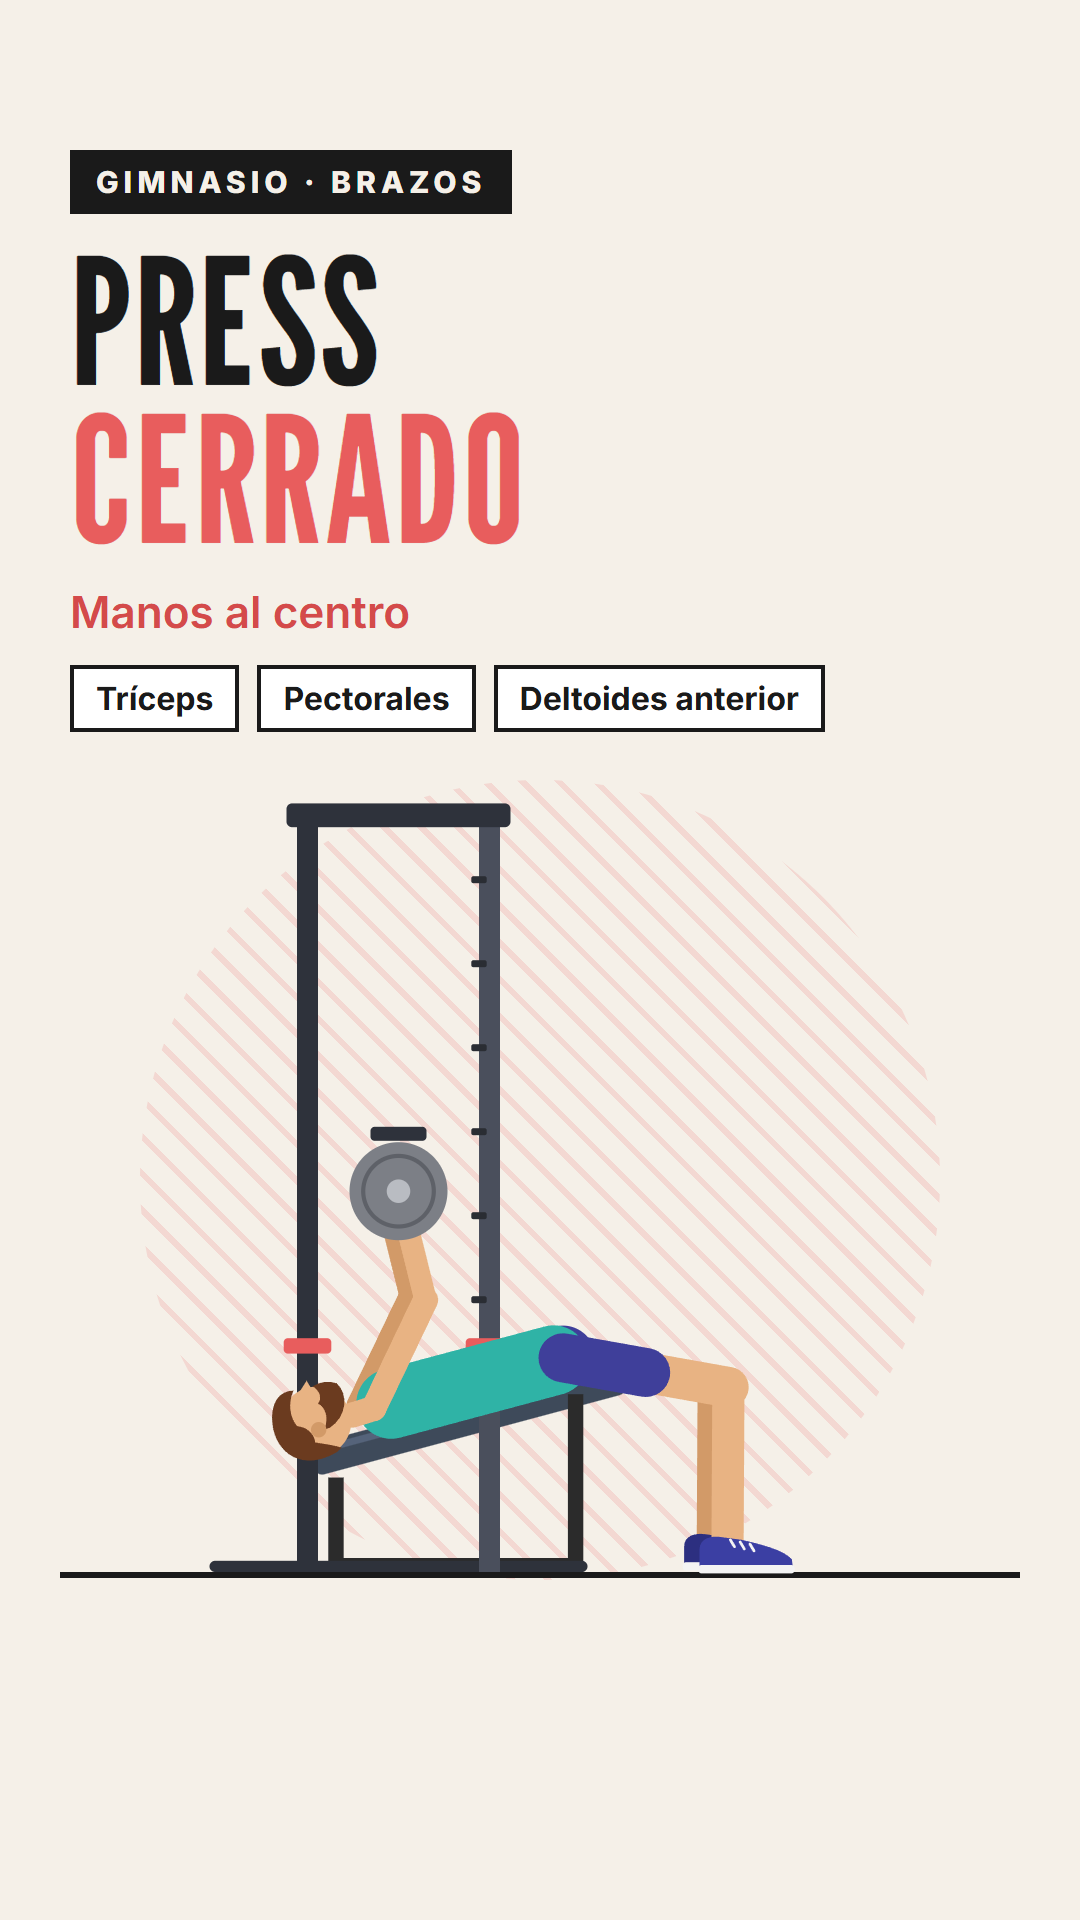 GIMNASIO · BRAZOS
PRESS
CERRADO
Manos al centro
Tríceps
Pectorales
Deltoides anterior